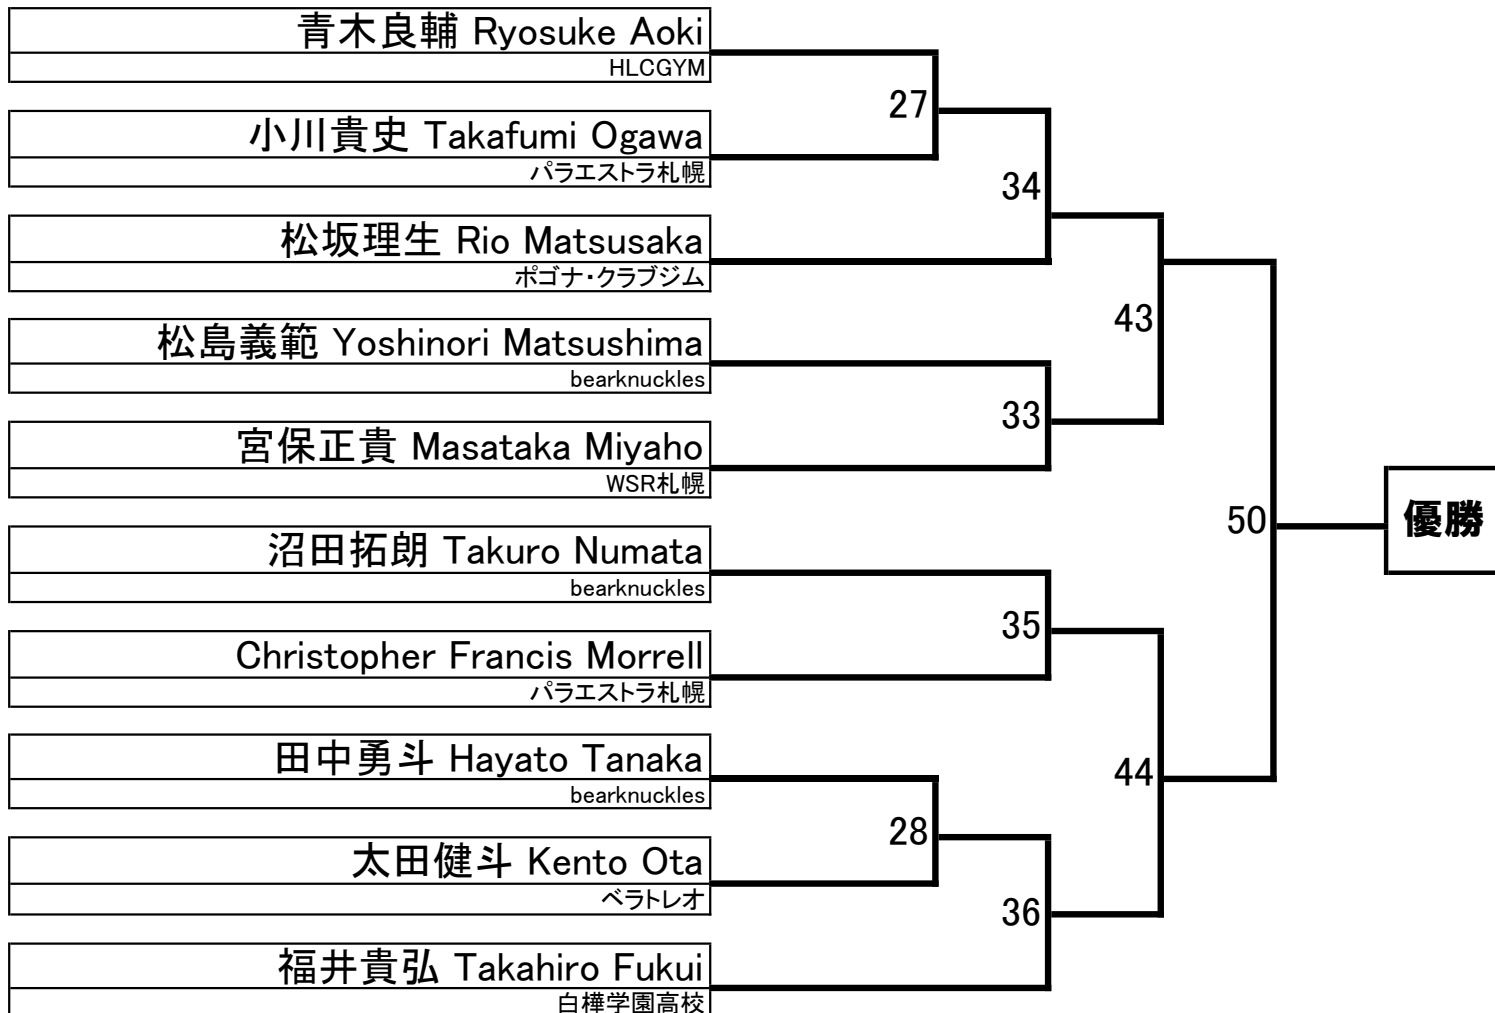 青木良輔 Ryosuke Aoki
HLCGYM
27
小川貴史 Takafumi Ogawa
パラエストラ札幌
34
松坂理生 Rio Matsusaka
ポゴナ・クラブジム
43
松島義範 Yoshinori Matsushima
bearknuckles
33
宮保正貴 Masataka Miyaho
WSR札幌
50
優勝
沼田拓朗 Takuro Numata
bearknuckles
35
Christopher Francis Morrell
パラエストラ札幌
田中勇斗 Hayato Tanaka
bearknuckles
44
28
太田健斗 Kento Ota
ベラトレオ
36
福井貴弘 Takahiro Fukui
白樺学園高校